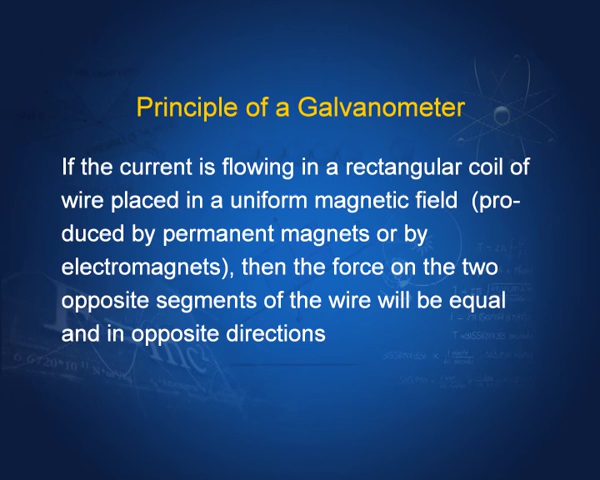 Principle of a Galvanometer
If the current is flowing in a rectangular coil of
wire placed in a uniform magnetic field (pro-
duced by permanent magnets or by
electromagnets), then the force on the two
opposite segments of the wire will be equal
and in opposite directions